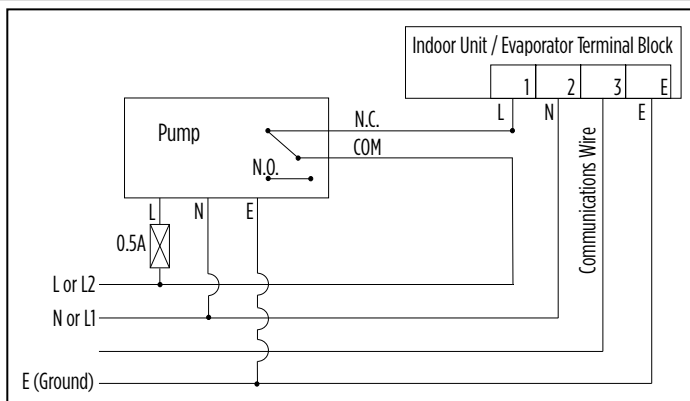 Indoor Unit / Evaporator Terminal Block
1 2 3 E
L N E
Communications Wire
Pump
N.C.
COM
N.O.
L N E
0.5A
L or L2
N or L1
E (Ground)